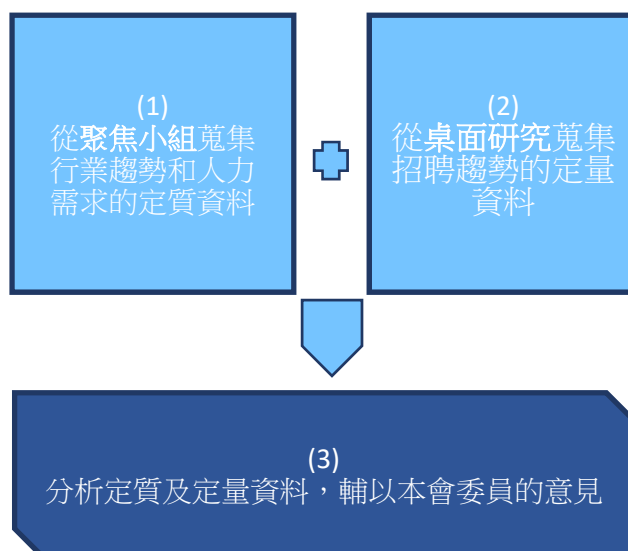 (1)
從聚焦小組蒐集
行業趨勢和人力
需求的定質資料
(2)
從桌面研究蒐集
招聘趨勢的定量
資料
(3)
分析定質及定量資料，輔以本會委員的意見